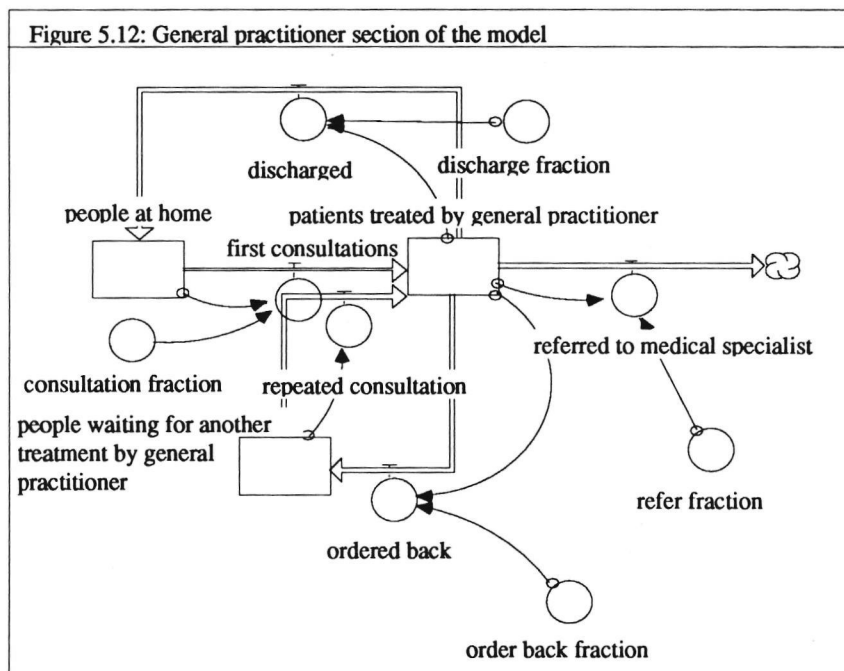 Figure 5.12: General practitioner section of the model
discharged
discharge fraction
people at home
patients treated by general practitioner
first consultations
referred to medical specialist
consultation fraction
repeated consultation
people waiting for another
treatment by general
practitioner
refer fraction
ordered back
order back fraction